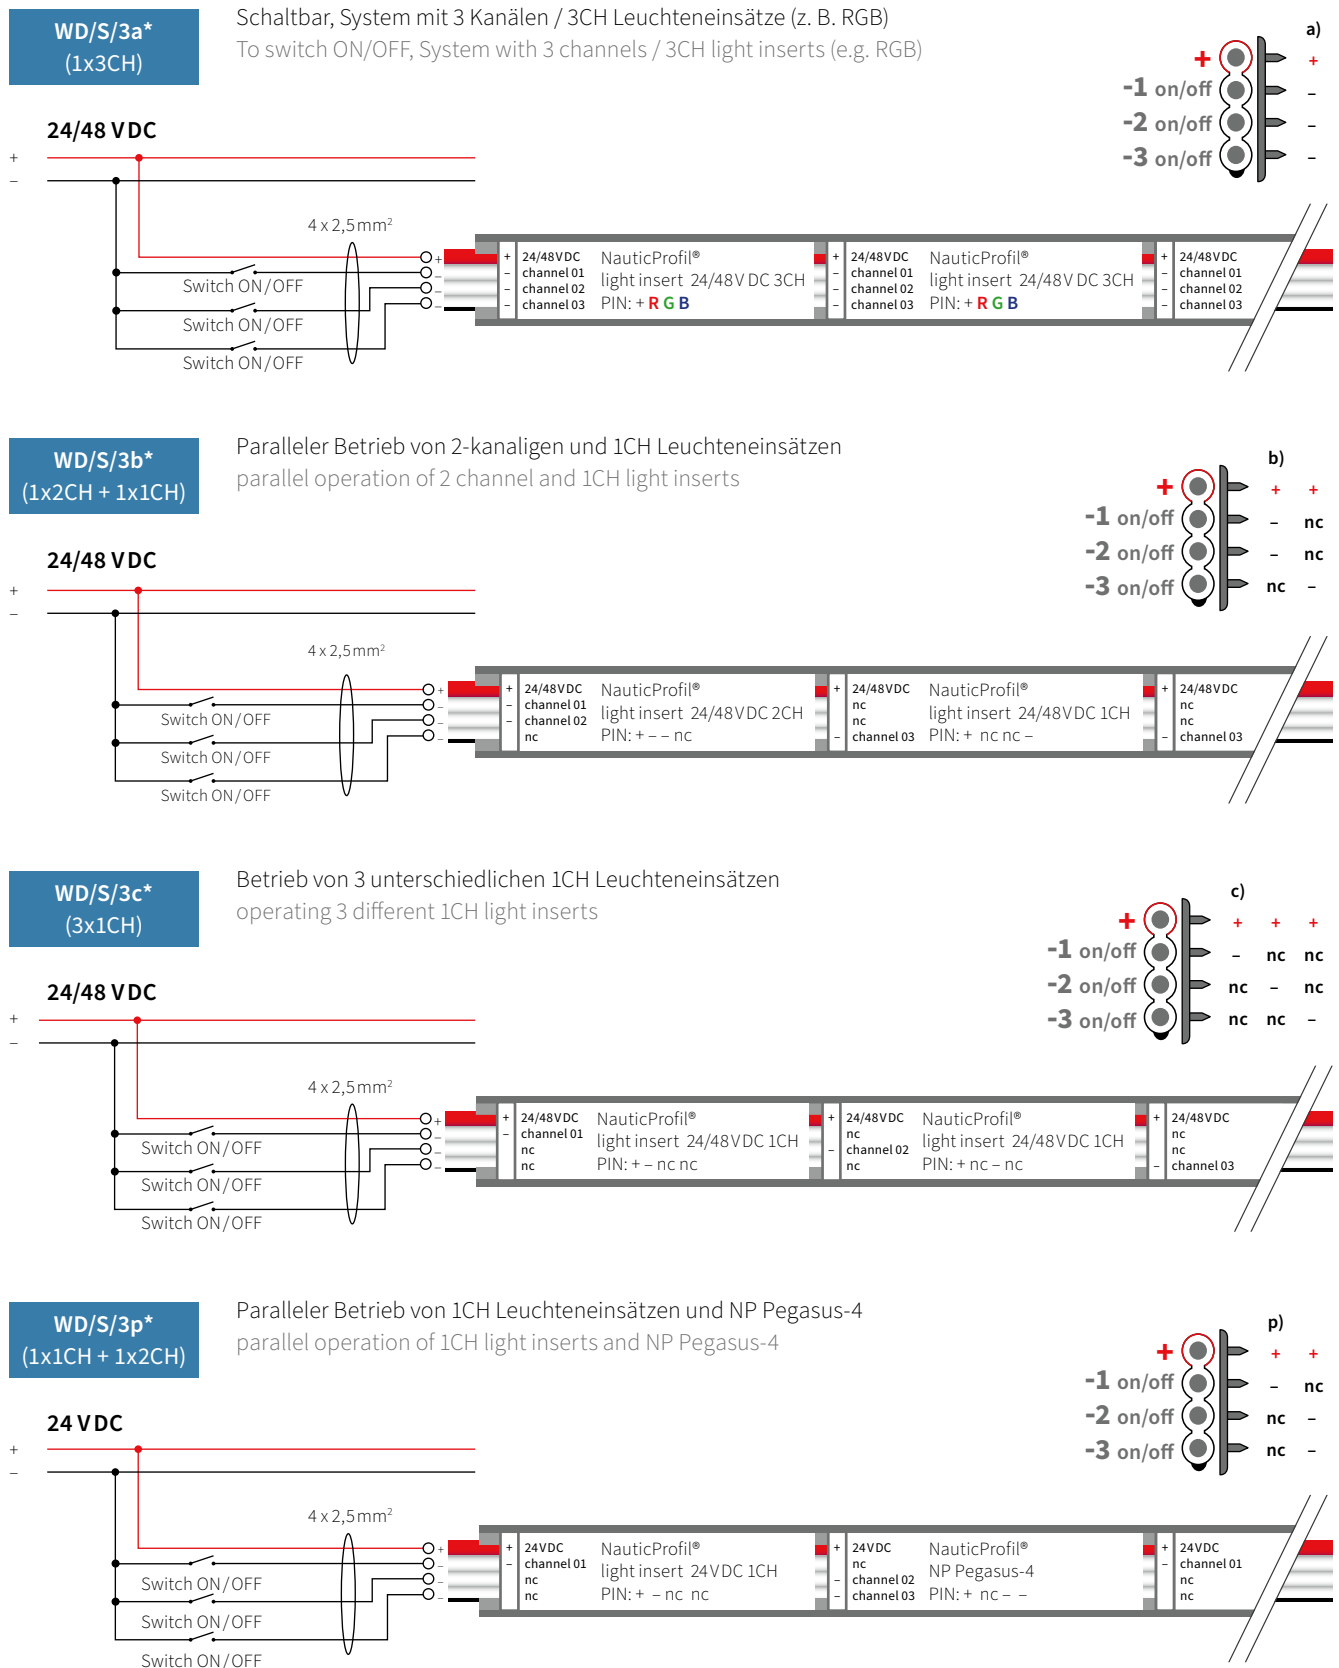 WD/S/3a*
(1x3CH)
Schaltbar, System mit 3 Kanälen / 3CH Leuchteneinsätze (z. B. RGB)
To switch ON/OFF, System with 3 channels / 3CH light inserts (e.g. RGB)
a)
+ +
-1 on/off –
-2 on/off –
-3 on/off –
24/48 V DC
+
–
4 x 2,5 mm²
Switch ON/OFF
Switch ON/OFF
Switch ON/OFF
+
–
–
–
+ 24/48VDC
– channel 01
– channel 02
– channel 03
NauticProfil®
light insert 24/48V DC 3CH
PIN: + R G B
+ 24/48VDC
– channel 01
– channel 02
– channel 03
NauticProfil®
light insert 24/48V DC 3CH
PIN: + R G B
+ 24/48VDC
– channel 01
– channel 02
– channel 03
WD/S/3b*
(1x2CH + 1x1CH)
Paralleler Betrieb von 2-kanaligen und 1CH Leuchteneinsätzen
parallel operation of 2 channel and 1CH light inserts
b)
+ + +
-1 on/off – nc
-2 on/off – nc
-3 on/off nc –
24/48 V DC
+
–
4 x 2,5 mm²
Switch ON/OFF
Switch ON/OFF
Switch ON/OFF
+
–
–
–
+ 24/48VDC
– channel 01
– channel 02
nc
NauticProfil®
light insert 24/48VDC 2CH
PIN: + – – nc
+ 24/48VDC
nc
nc
– channel 03
NauticProfil®
light insert 24/48VDC 1CH
PIN: + nc nc –
+ 24/48VDC
nc
nc
– channel 03
WD/S/3c*
(3x1CH)
Betrieb von 3 unterschiedlichen 1CH Leuchteneinsätzen
operating 3 different 1CH light inserts
c)
+ + + +
-1 on/off – nc nc
-2 on/off nc – nc
-3 on/off nc nc –
24/48 V DC
+
–
4 x 2,5 mm²
Switch ON/OFF
Switch ON/OFF
Switch ON/OFF
+
–
–
–
+ 24/48VDC
– channel 01
nc
nc
NauticProfil®
light insert 24/48VDC 1CH
PIN: + – nc nc
+ 24/48VDC
nc
– channel 02
nc
NauticProfil®
light insert 24/48VDC 1CH
PIN: + nc – nc
+ 24/48VDC
nc
nc
– channel 03
WD/S/3p*
(1x1CH + 1x2CH)
Paralleler Betrieb von 1CH Leuchteneinsätzen und NP Pegasus-4
parallel operation of 1CH light inserts and NP Pegasus-4
p)
+ + +
-1 on/off – nc
-2 on/off nc –
-3 on/off nc –
24 V DC
+
–
4 x 2,5 mm²
Switch ON/OFF
Switch ON/OFF
Switch ON/OFF
+
–
–
–
+ 24VDC
– channel 01
nc
nc
NauticProfil®
light insert 24VDC 1CH
PIN: + – nc nc
+ 24VDC
nc
– channel 02
– channel 03
NauticProfil®
NP Pegasus-4
PIN: + nc – –
+ 24VDC
– channel 01
nc
nc